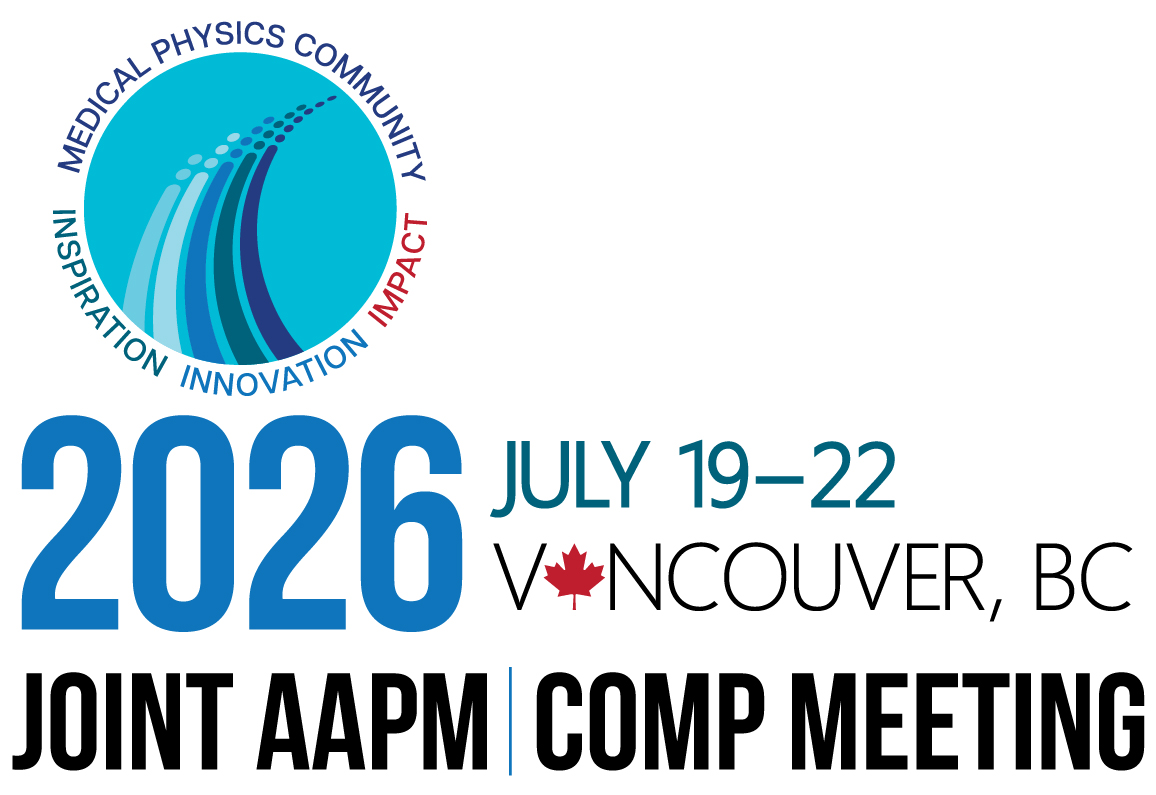 MEDICAL PHYSICS COMMUNITY
INSPIRATION INNOVATION IMPACT
2026
JULY 19–22
VANCOUVER, BC
JOINT AAPM | COMP MEETING